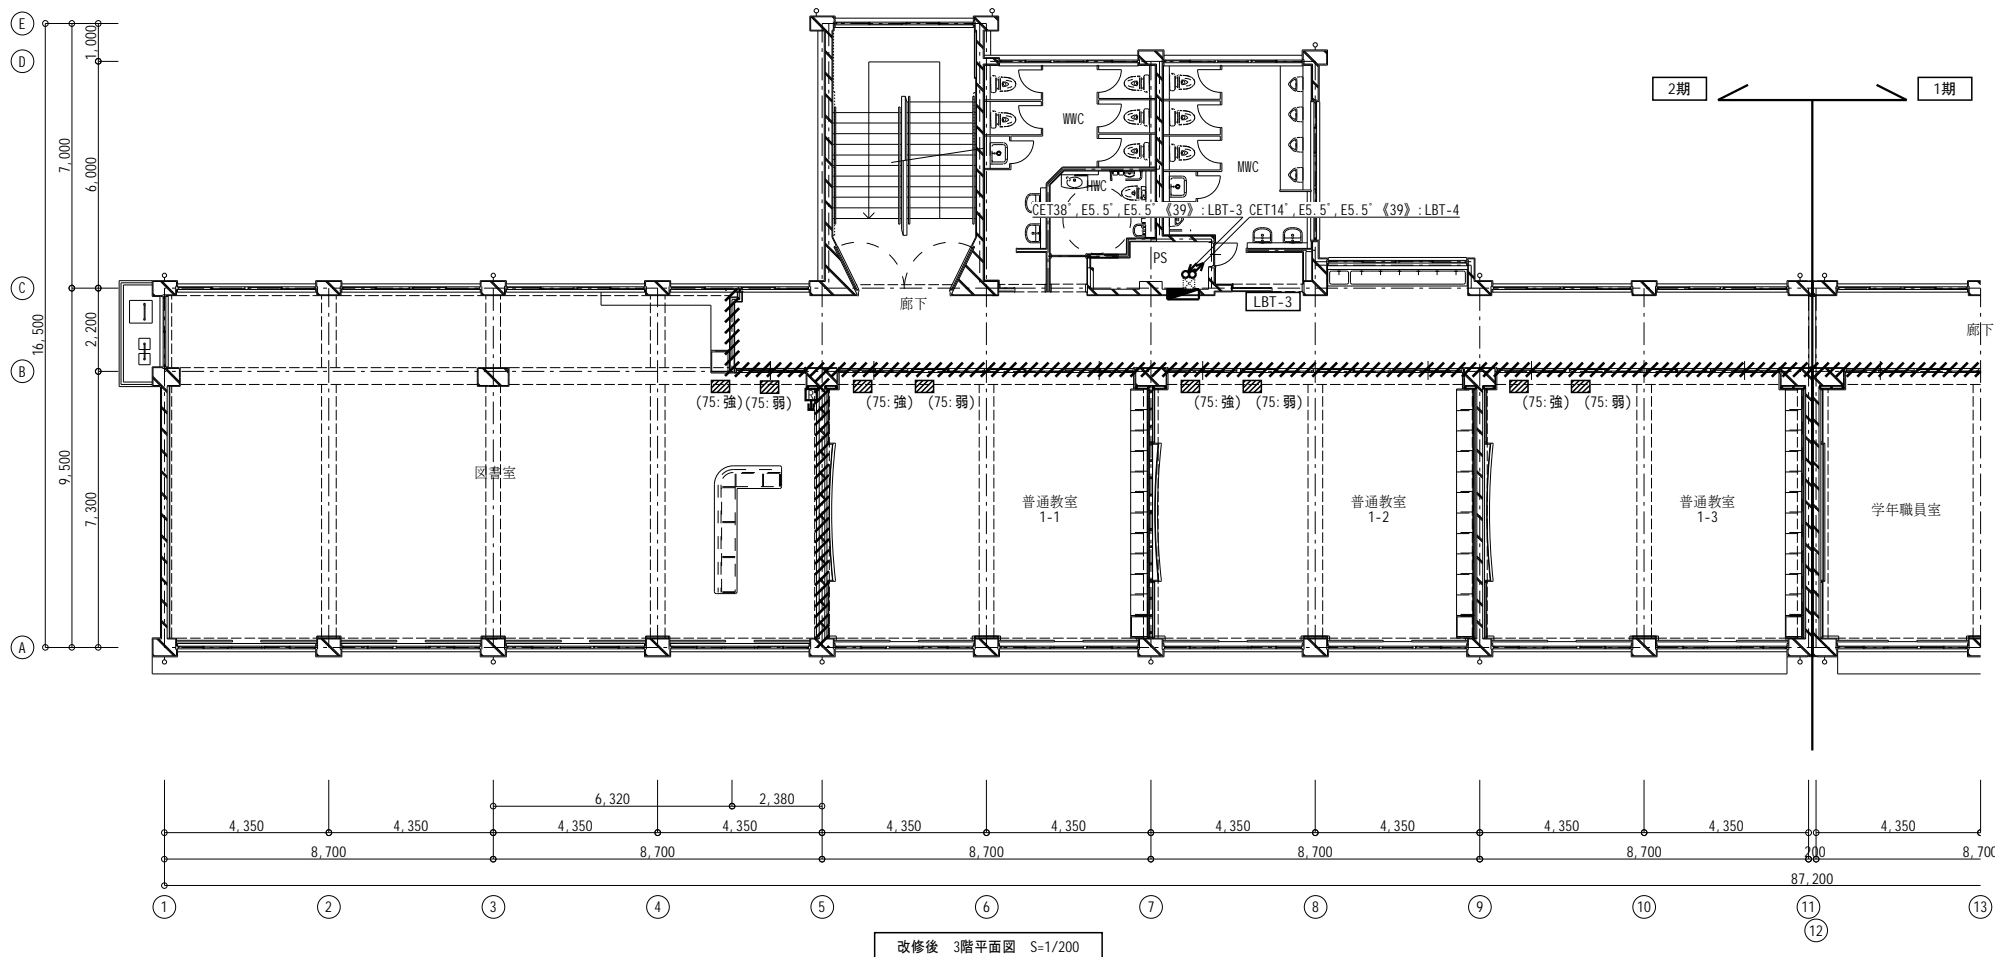 E
D
C
B
A
1,000
7,000
6,000
16,500
2,200
9,500
7,300
2期
1期
WWC
MWC
HWC
CET38゜,E5.5゜,E5.5゜《39》:LBT-3
CET14゜,E5.5゜,E5.5゜《39》:LBT-4
PS
LBT-3
廊下
廊下
(75:強)
(75:弱)
(75:強)
(75:弱)
(75:強)
(75:弱)
(75:強)
(75:弱)
図書室
普通教室
1-1
普通教室
1-2
普通教室
1-3
学年職員室
6,320
2,380
4,350
4,350
4,350
4,350
4,350
4,350
4,350
4,350
4,350
4,350
4,350
8,700
8,700
8,700
8,700
8,700
200
8,700
87,200
1
2
3
4
5
6
7
8
9
10
11
12
13
改修後 3階平面図 S=1/200